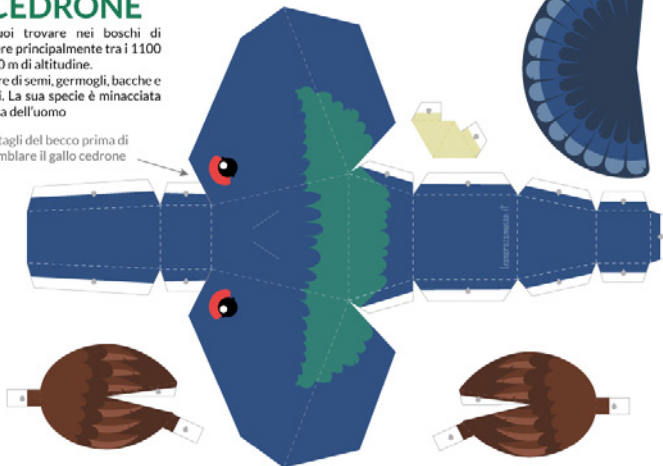 CEDRONE
uoi trovare nei boschi di
ere principalmente tra i 1100
0 m di altitudine.
re di semi, germogli, bacche e
i. La sua specie è minacciata
a dell'uomo
tagli del becco prima di
mblare il gallo cedrone